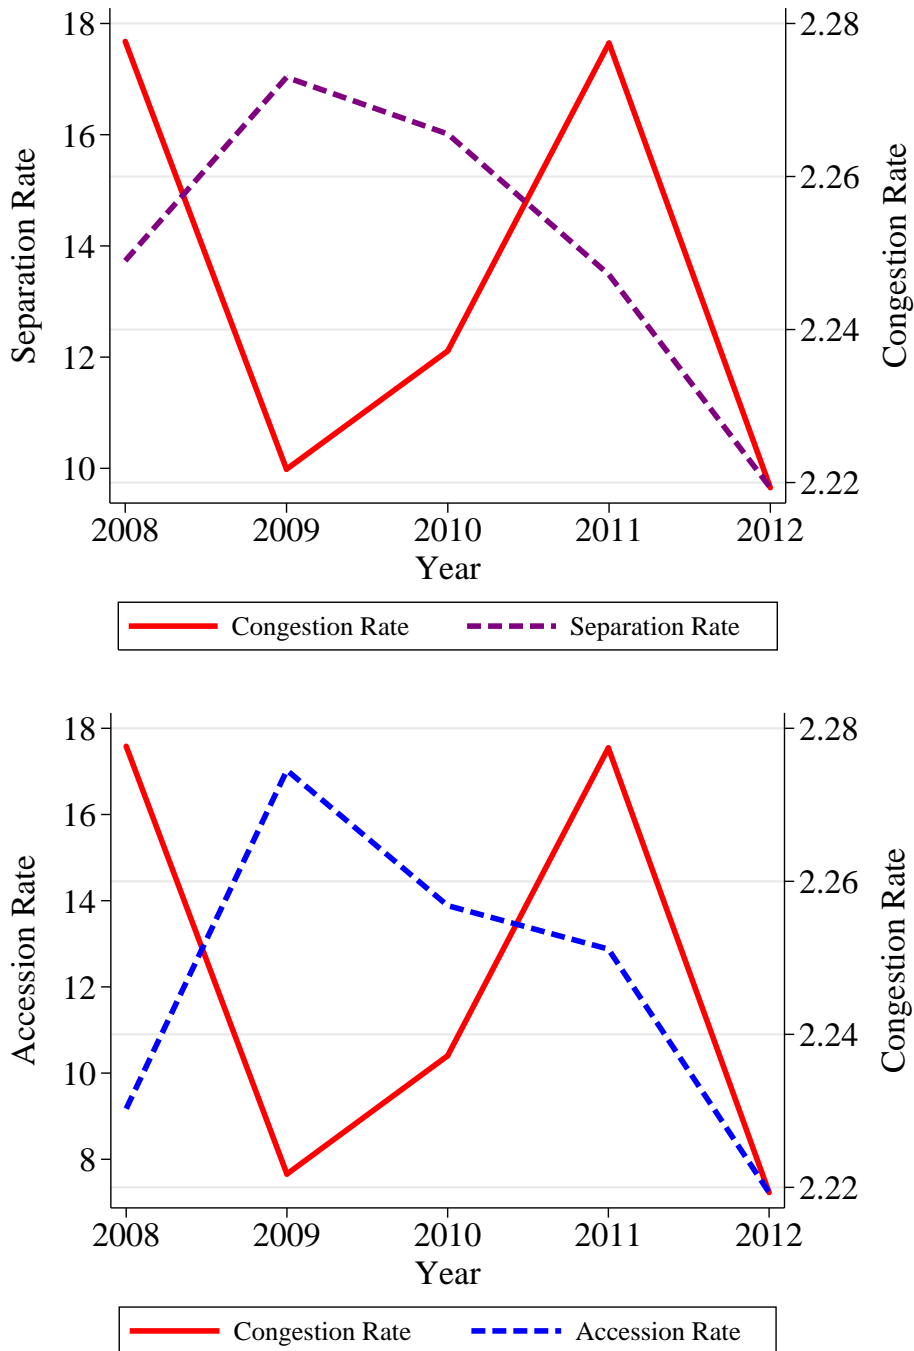 18
16
14
12
10
Separation Rate
2.28
2.26
2.24
2.22
Congestion Rate
2008 2009 2010 2011 2012
Year
Congestion Rate Separation Rate
18
16
14
12
10
8
Accession Rate
2.28
2.26
2.24
2.22
Congestion Rate
2008 2009 2010 2011 2012
Year
Congestion Rate Accession Rate